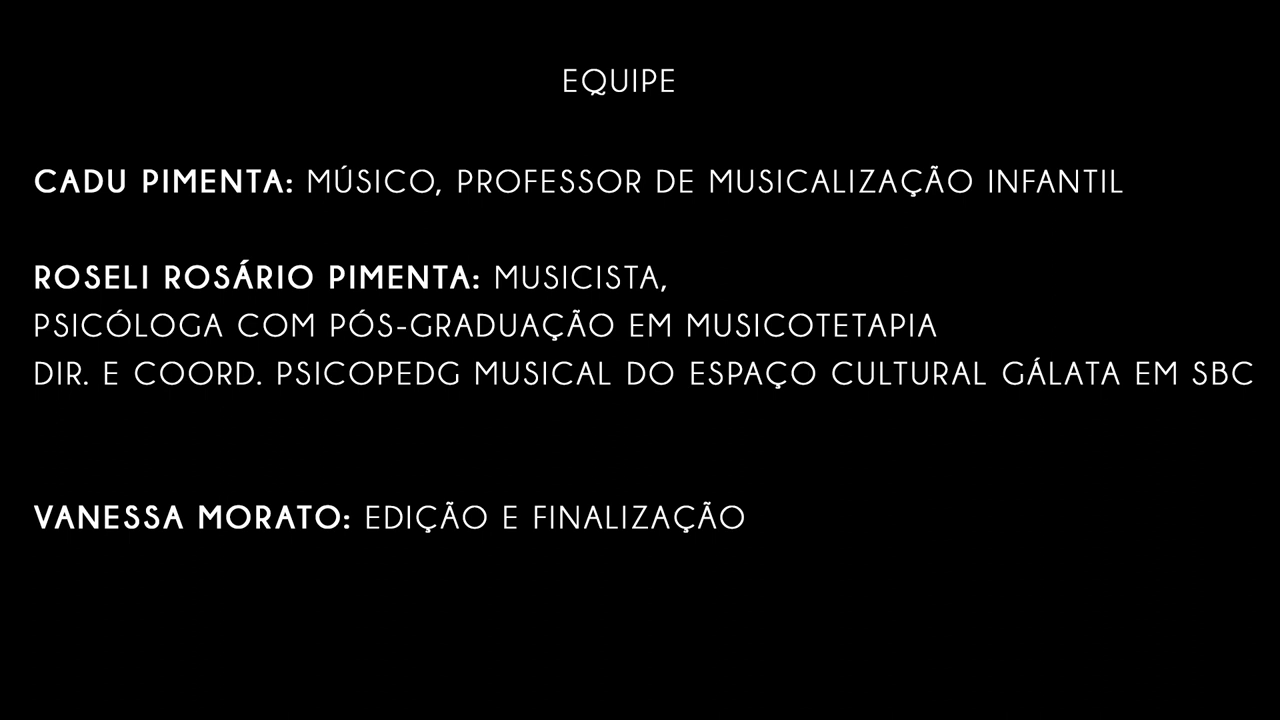 EQUIPE
CADU PIMENTA: MÚSICO, PROFESSOR DE MUSICALIZAÇÃO INFANTIL
ROSELI ROSÁRIO PIMENTA: MUSICISTA,
PSICÓLOGA COM PÓS-GRADUAÇÃO EM MUSICOTETAPIA
DIR. E COORD. PSICOPEDG MUSICAL DO ESPAÇO CULTURAL GÁLATA EM SBC
VANESSA MORATO: EDIÇÃO E FINALIZAÇÃO